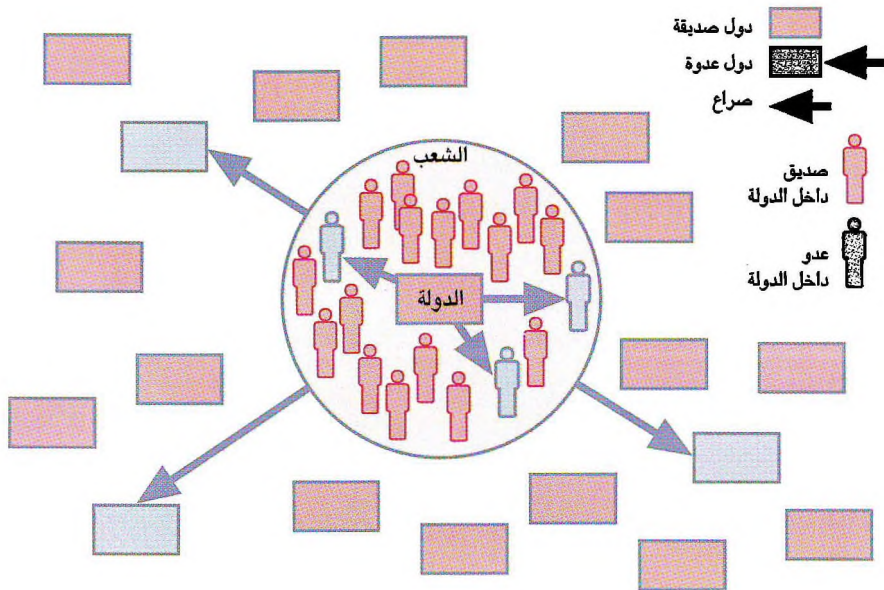 دول صديقة
دول عدوة
صراع
صديق
داخل الدولة
عدو
داخل الدولة
الشعب
الدولة